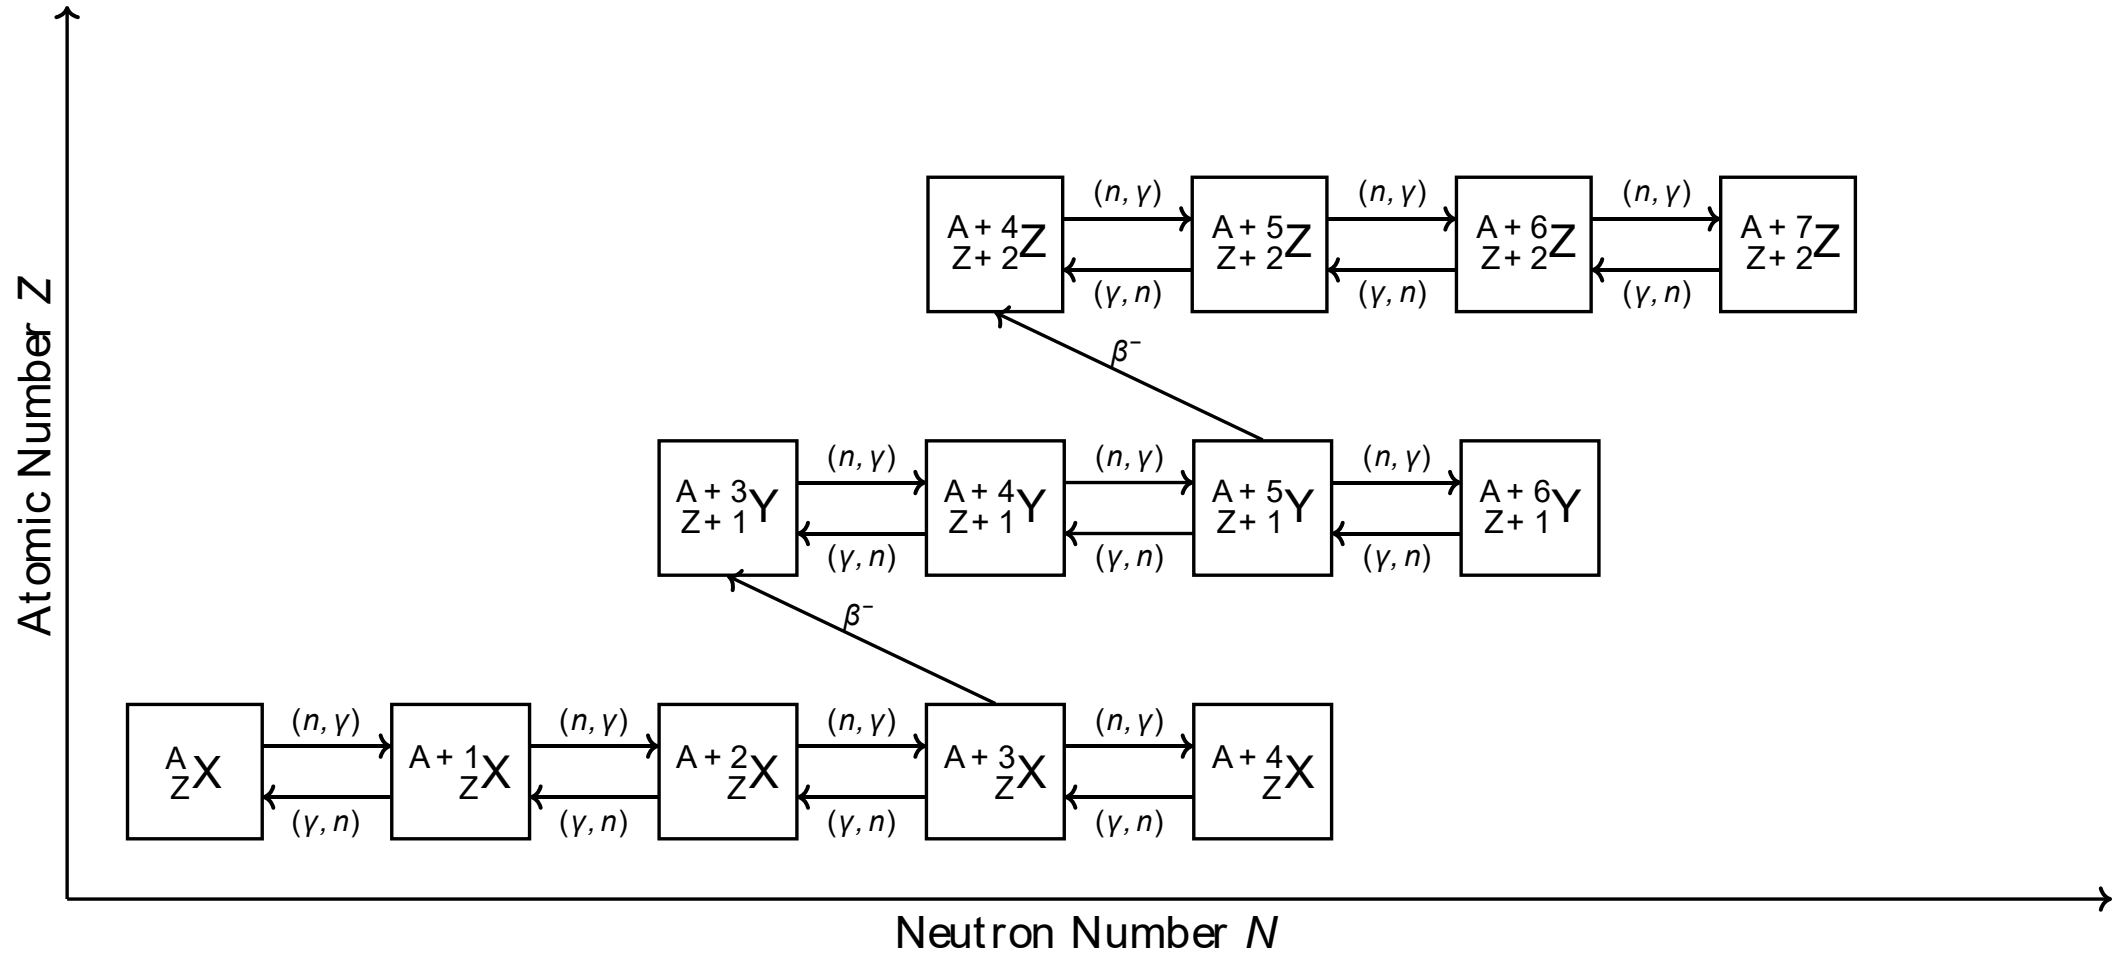 Atomic Number Z
(n, γ) (n, γ) (n, γ)
A + 4 Z+ 2 Z A + 5 Z+ 2 Z A + 6 Z+ 2 Z A + 7 Z+ 2 Z
(γ, n) (γ, n) (γ, n)
β⁻
(n, γ) (n, γ) (n, γ)
A + 3 Z+ 1 Y A + 4 Z+ 1 Y A + 5 Z+ 1 Y A + 6 Z+ 1 Y
(γ, n) (γ, n) (γ, n)
β⁻
(n, γ) (n, γ) (n, γ) (n, γ)
A Z X A + 1 Z X A + 2 Z X A + 3 Z X A + 4 Z X
(γ, n) (γ, n) (γ, n) (γ, n)
Neutron Number N